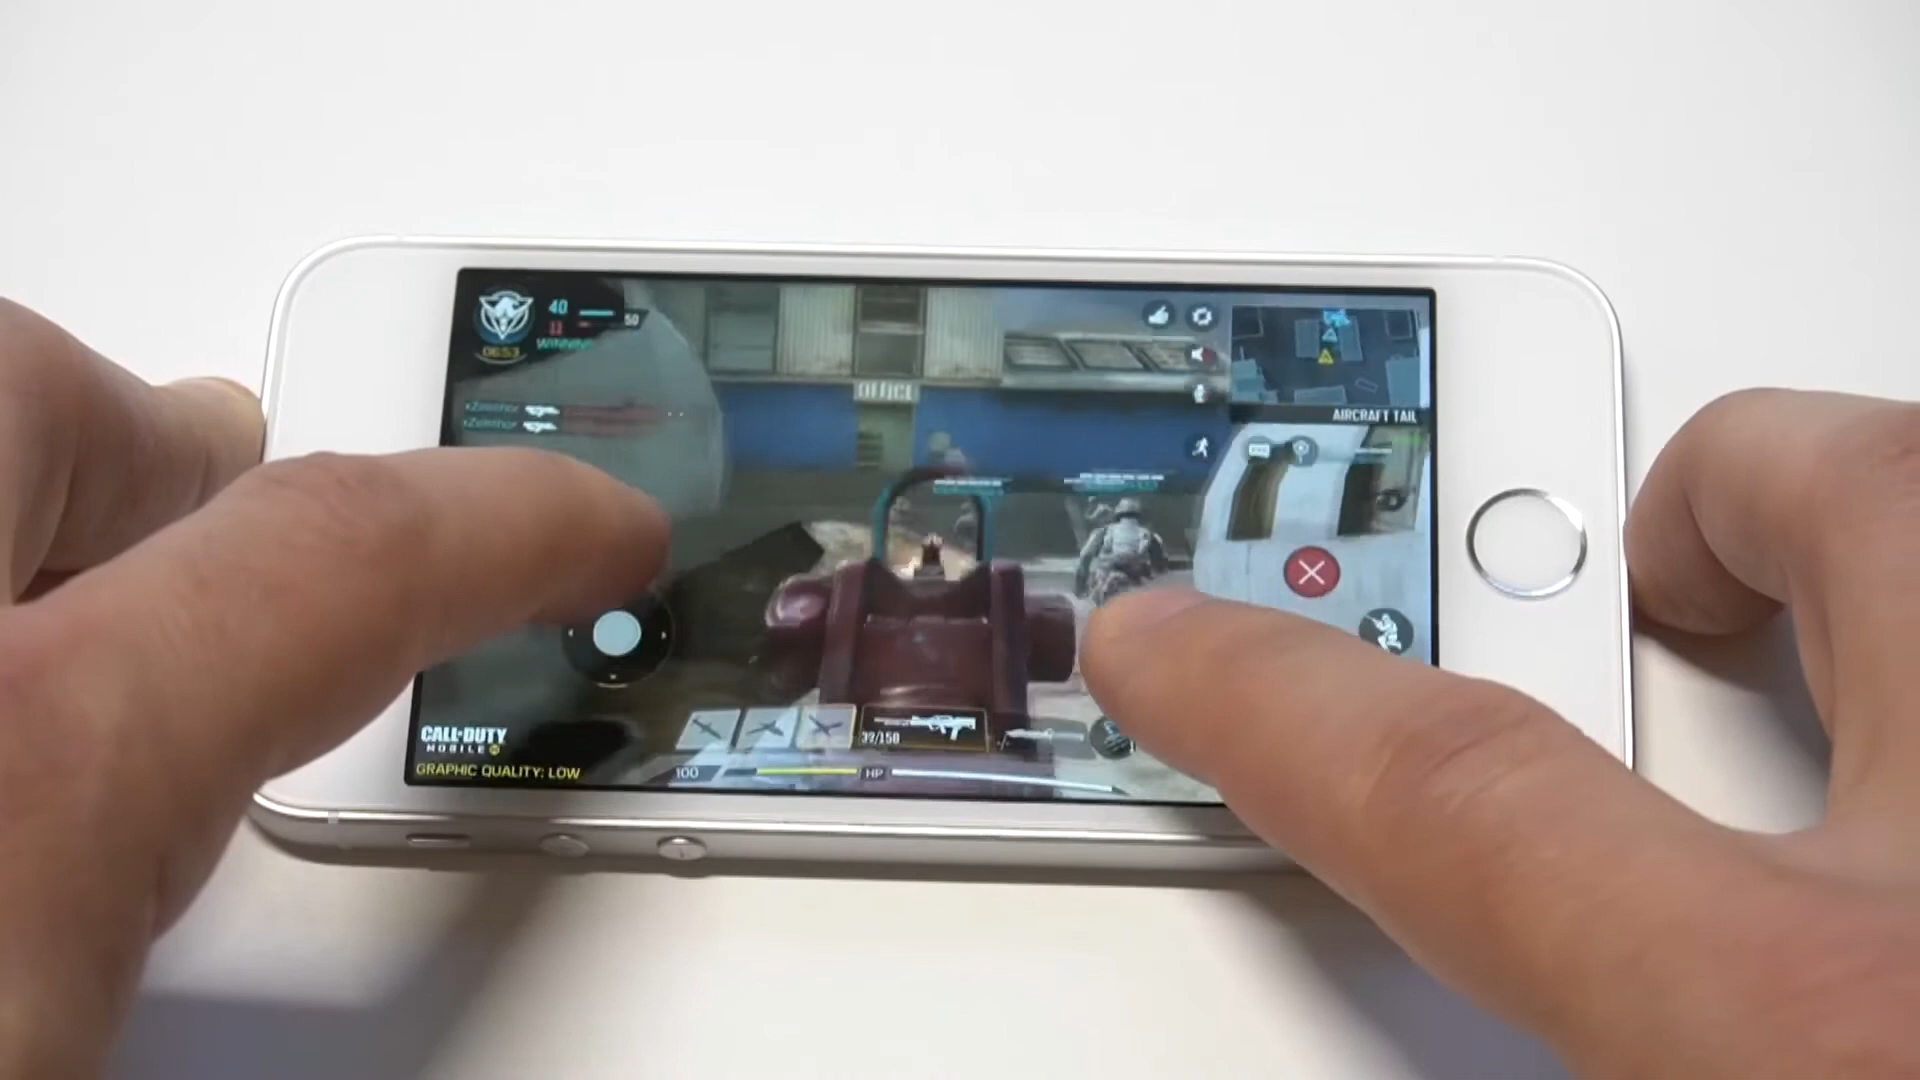 40
11
50
WINNING
06:53
OFFICE
AIRCRAFT TAIL
32/150
CALL OF DUTY
MOBILE
GRAPHIC QUALITY: LOW
100
HP